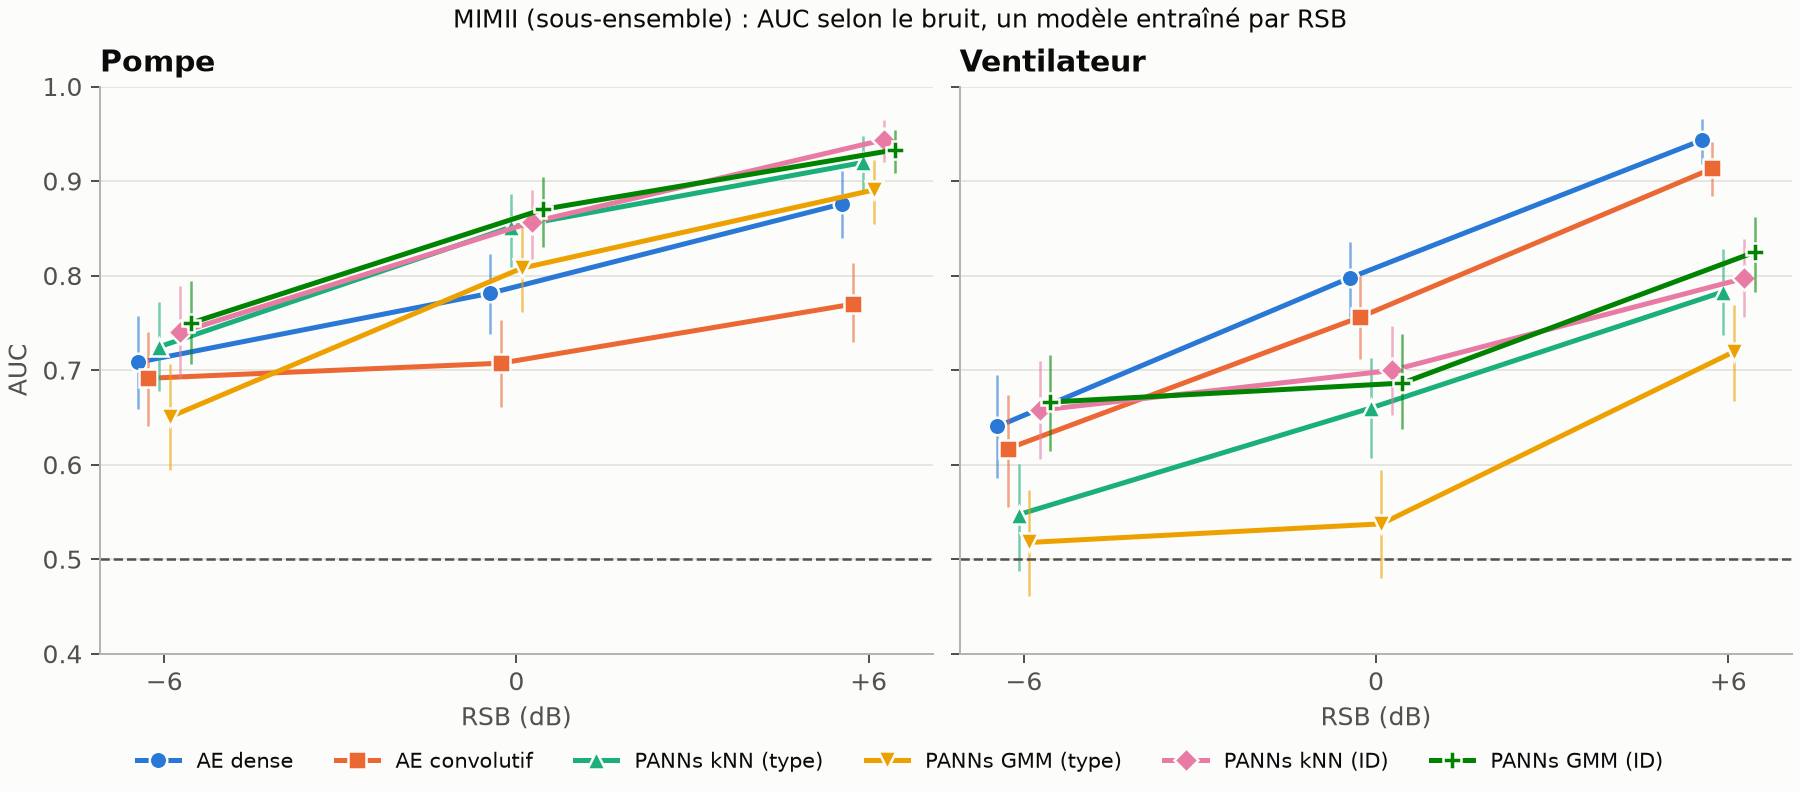 MIMII (sous-ensemble) : AUC selon le bruit, un modèle entraîné par RSB
Pompe
Ventilateur
AUC
1.0
0.9
0.8
0.7
0.6
0.5
0.4
−6
0
+6
−6
0
+6
RSB (dB)
RSB (dB)
AE dense
AE convolutif
PANNs kNN (type)
PANNs GMM (type)
PANNs kNN (ID)
PANNs GMM (ID)